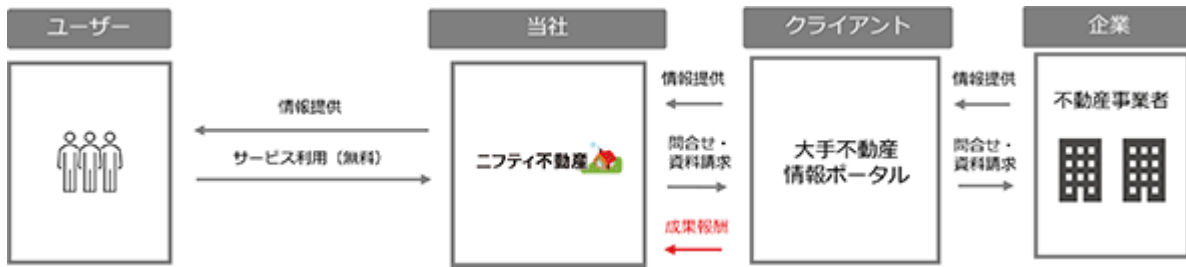 ユーザー
当社
クライアント
企業
情報提供
サービス利用（無料）
ニフティ不動産
情報提供
問合せ・
資料請求
成果報酬
大手不動産
情報ポータル
情報提供
問合せ・
資料請求
不動産事業者